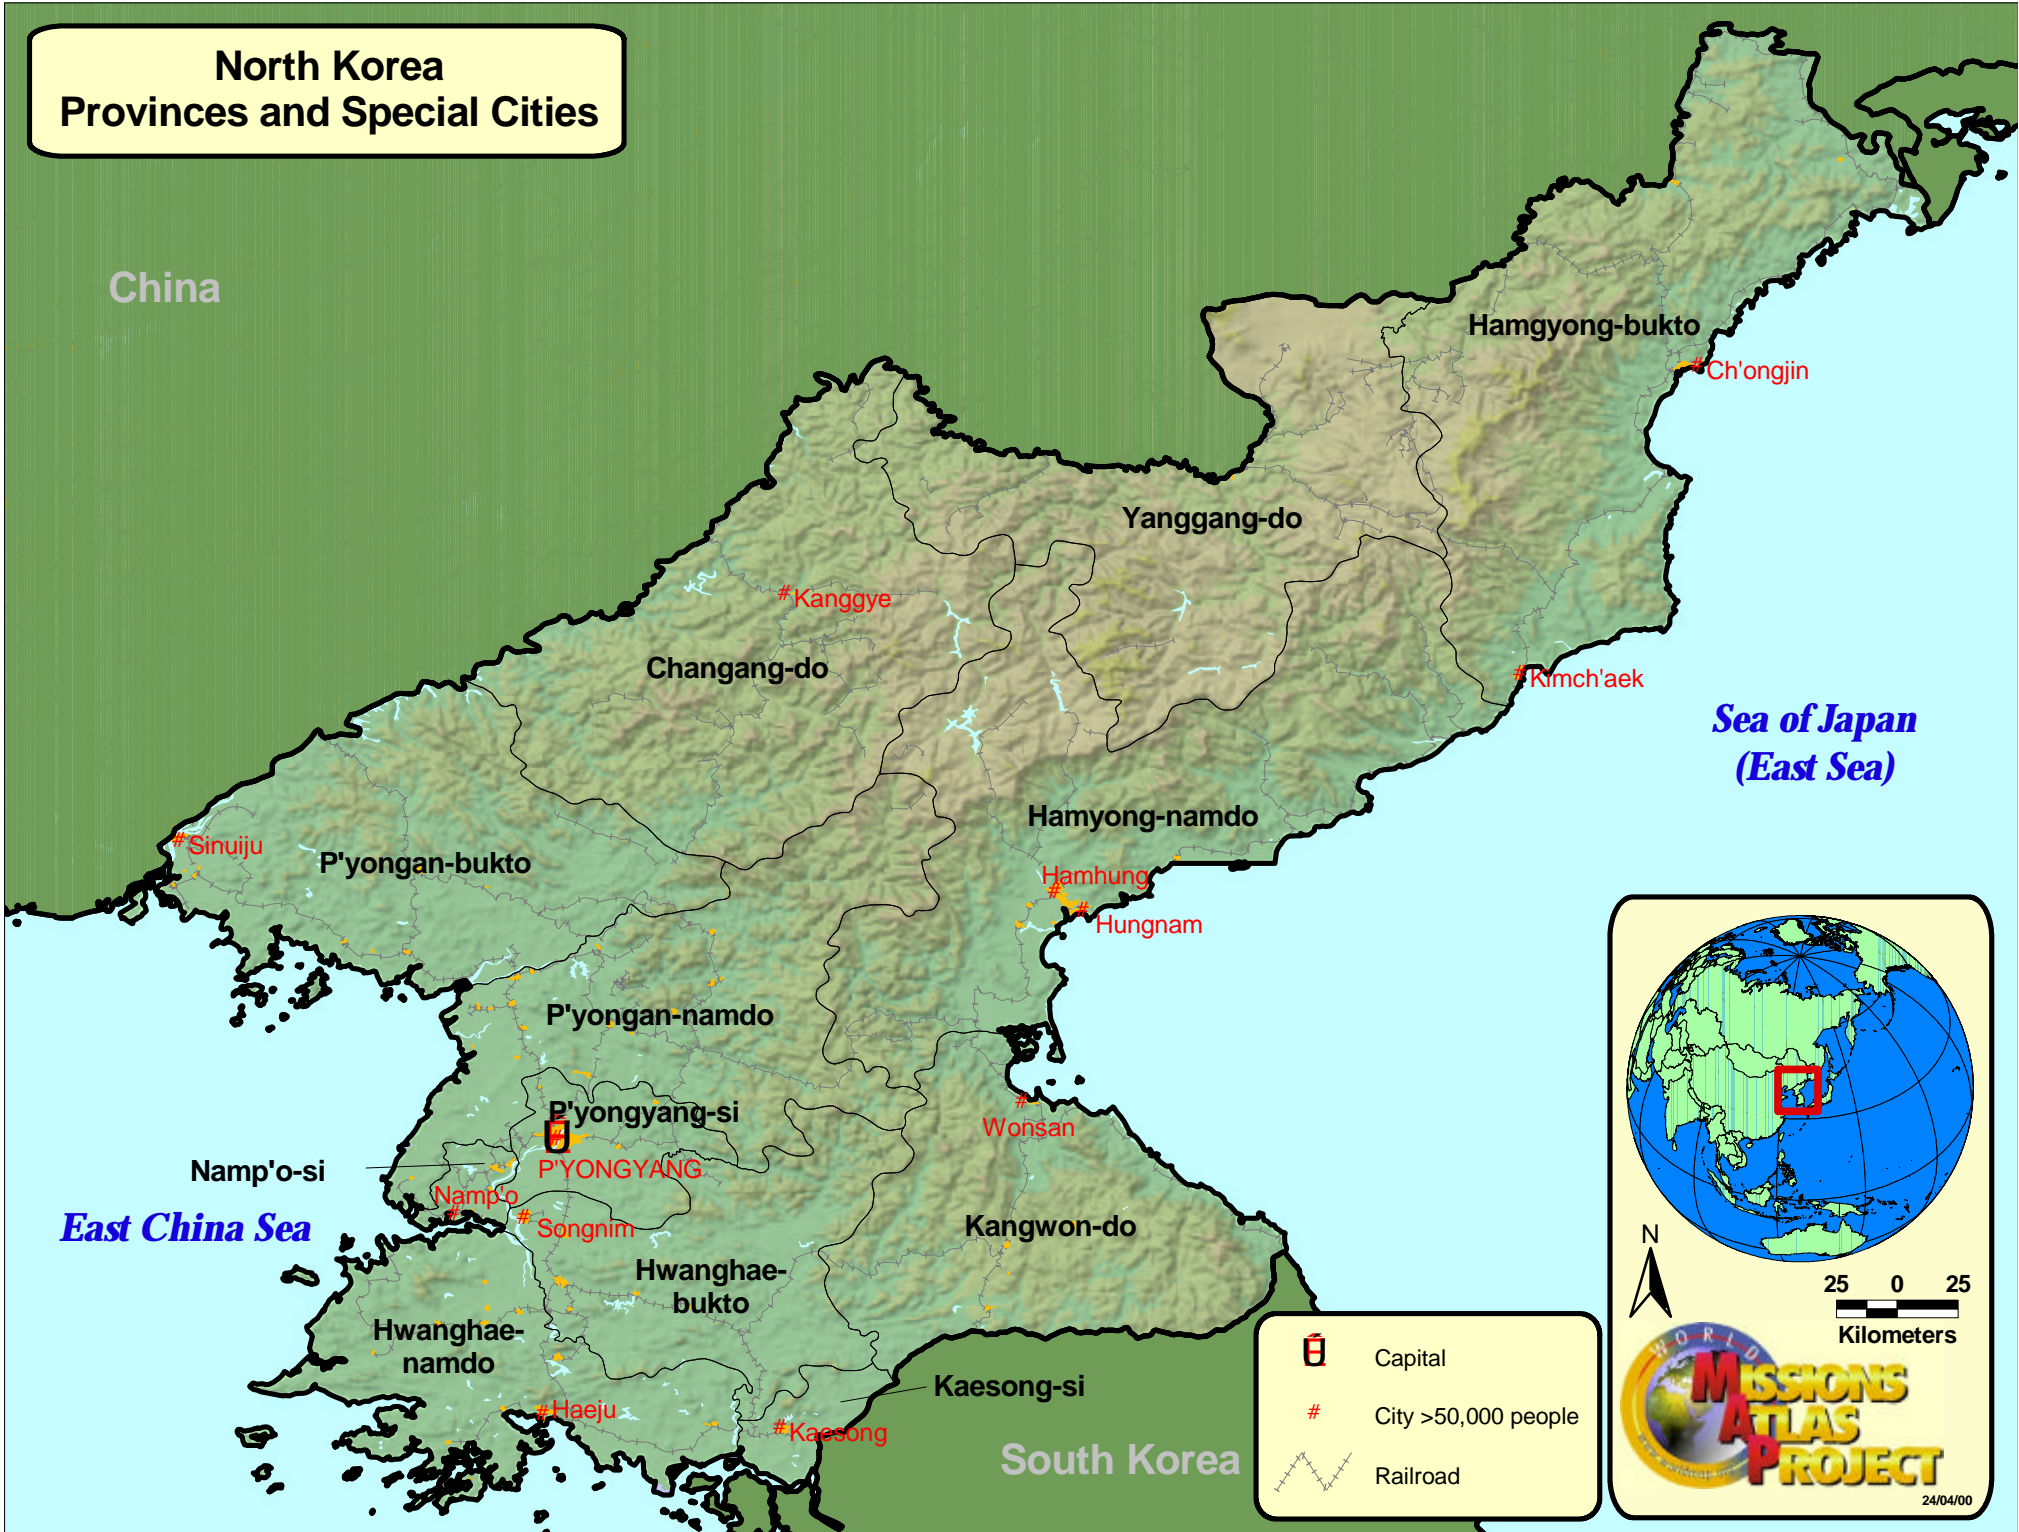 North Korea
Provinces and Special Cities
China
Hamgyong-bukto
Ch'ongjin
Yanggang-do
Kanggye
Changang-do
Kimch'aek
Sea of Japan
(East Sea)
Hamyong-namdo
Sinuiju
P'yongan-bukto
Hamhung
Hungnam
P'yongan-namdo
P'yongyang-si
Wonsan
Namp'o-si
P'YONGYANG
Namp'o
Songnim
East China Sea
Kangwon-do
Hwanghae-
bukto
Hwanghae-
namdo
Kaesong-si
Haeju
Kaesong
South Korea
Capital
# City >50,000 people
Railroad
N
25 0 25
Kilometers
WORLD
MISSIONS
ATLAS
PROJECT
24/04/00